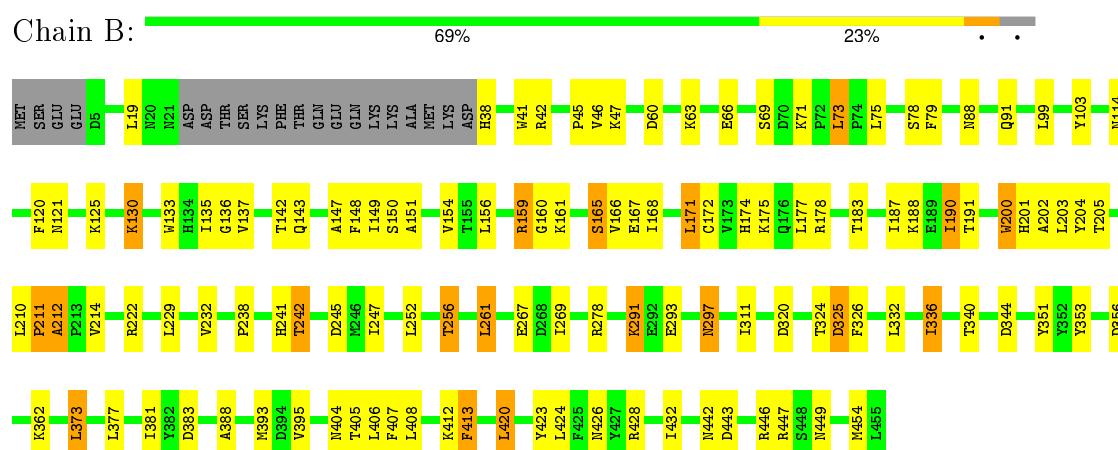 Chain B:
69% 23% • •
MET SER GLU GLU D5 L19 N20 N21 ASP ASP THR SER LYS PHE THR GLN GLU GLN LYS LYS ALA MET LYS ASP H38 W41 R42 P45 V46 K47 D60 K63 E66 S69 D70 K71 P72 L73 P74 L75 S78 F79 N88 Q91 L99 Y103 N114
F120 N121 K125 K130 W133 H134 I135 G136 V137 T142 Q143 A147 F148 I149 S150 A151 V154 T155 L156 R159 G160 K161 S165 V166 E167 I168 L171 C172 V173 H174 K175 Q176 L177 R178 T183 I187 K188 E189 I190 T191 W200 H201 A202 L203 Y204 T205
L210 P211 A212 P213 V214 R222 L229 V232 P238 H241 T242 D245 M246 I247 L252 T256 L261 E267 D268 I269 R278 K291 E292 E293 N297 I311 D320 T324 D325 F326 L332 I336 T340 D344 Y351 Y352 Y353
K362 L373 L377 I381 Y382 D383 A388 M393 D394 V395 N404 T405 L406 F407 L408 K412 F413 L420 Y423 L424 F425 N426 Y427 R428 I432 N442 D443 R446 R447 S448 N449 M454 L455